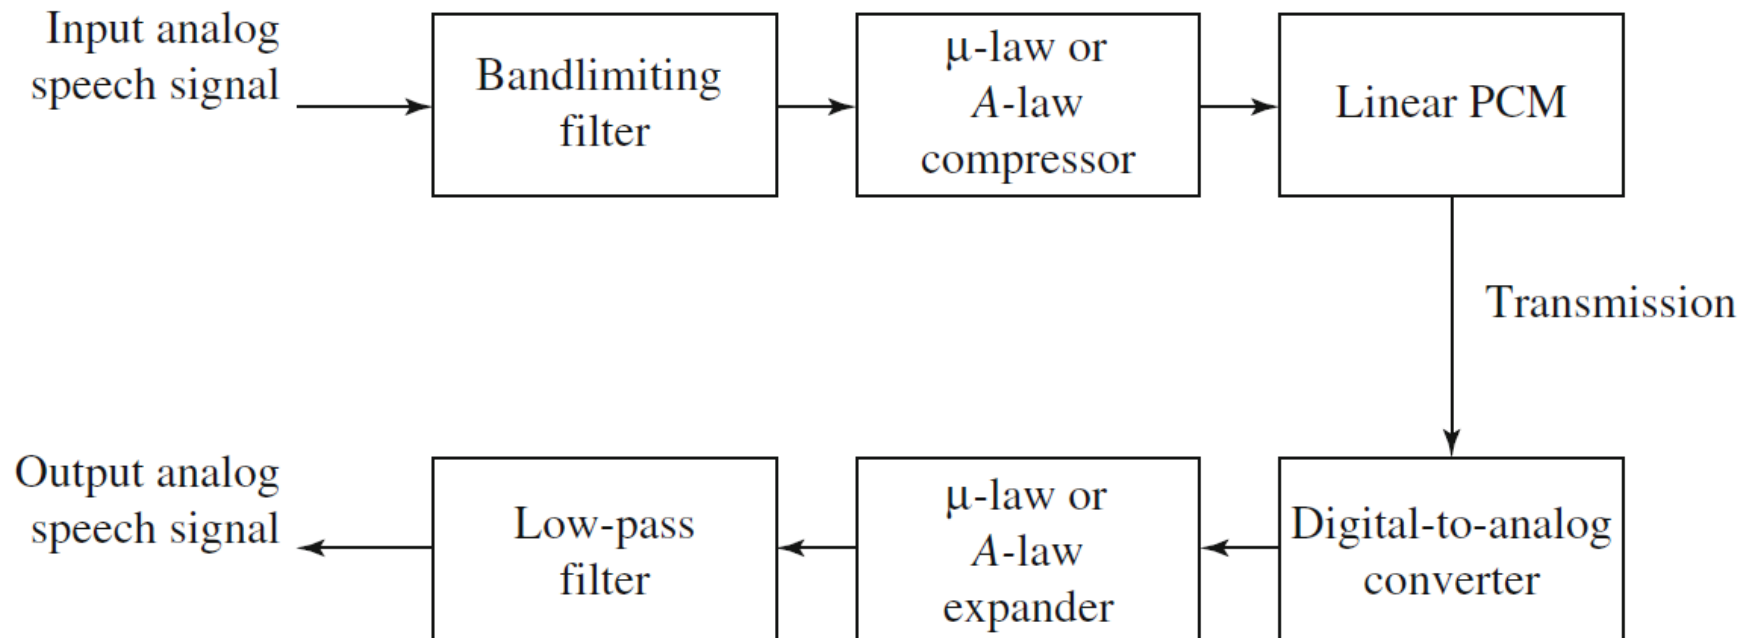 Input analog
speech signal
Bandlimiting
filter
μ-law or
A-law
compressor
Linear PCM
Transmission
Output analog
speech signal
Low-pass
filter
μ-law or
A-law
expander
Digital-to-analog
converter